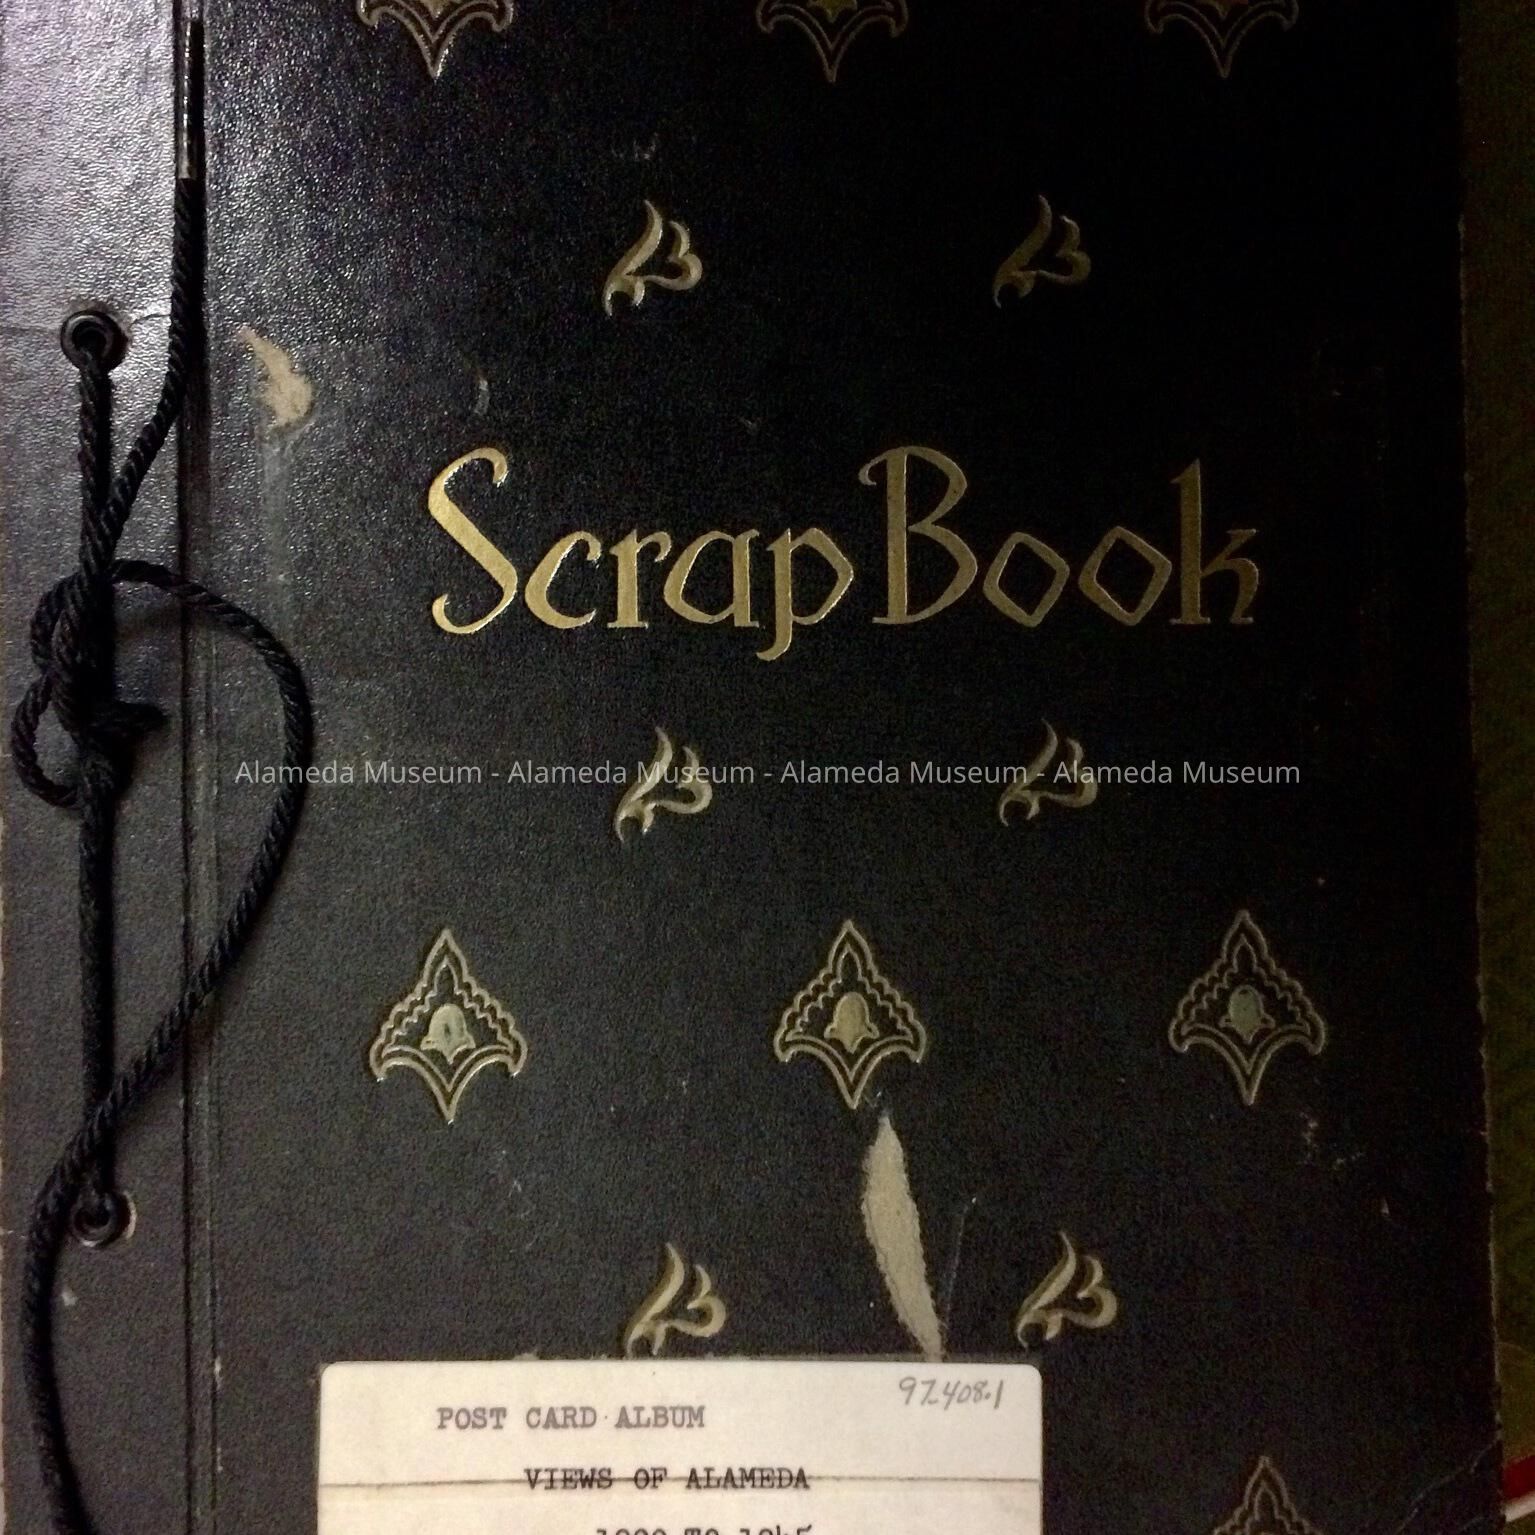 Scrap Book
Alameda Museum - Alameda Museum - Alameda Museum - Alameda Museum
97.408.1
POST CARD ALBUM
VIEWS OF ALAMEDA